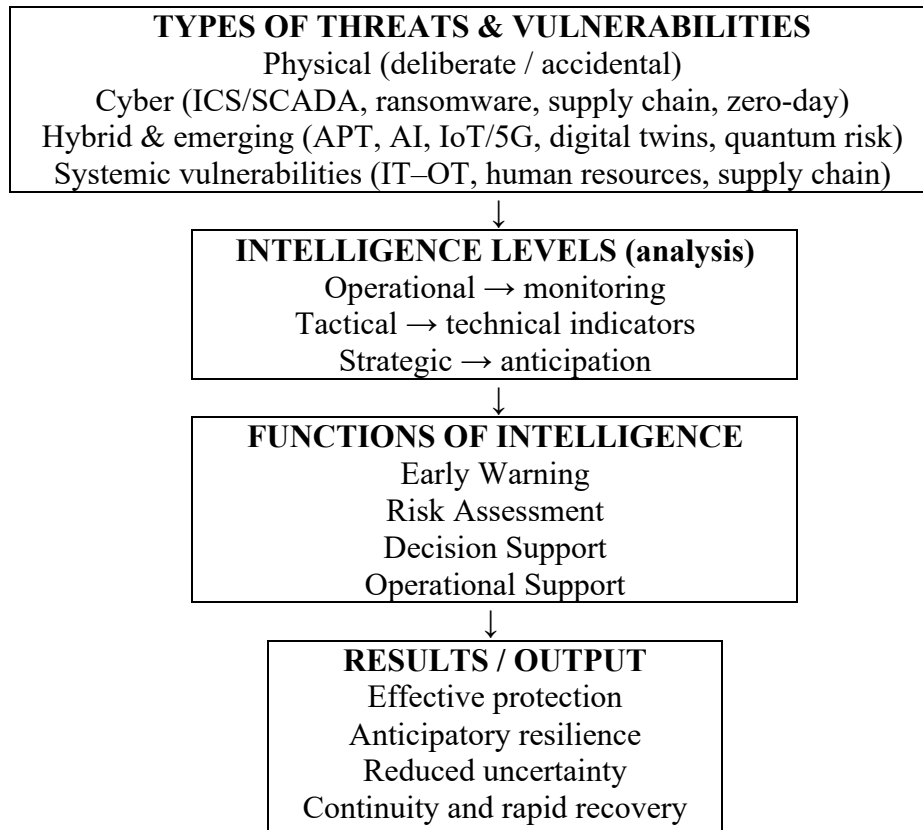 TYPES OF THREATS & VULNERABILITIES
Physical (deliberate / accidental)
Cyber (ICS/SCADA, ransomware, supply chain, zero-day)
Hybrid & emerging (APT, AI, IoT/5G, digital twins, quantum risk)
Systemic vulnerabilities (IT–OT, human resources, supply chain)
↓
INTELLIGENCE LEVELS (analysis)
Operational → monitoring
Tactical → technical indicators
Strategic → anticipation
↓
FUNCTIONS OF INTELLIGENCE
Early Warning
Risk Assessment
Decision Support
Operational Support
↓
RESULTS / OUTPUT
Effective protection
Anticipatory resilience
Reduced uncertainty
Continuity and rapid recovery